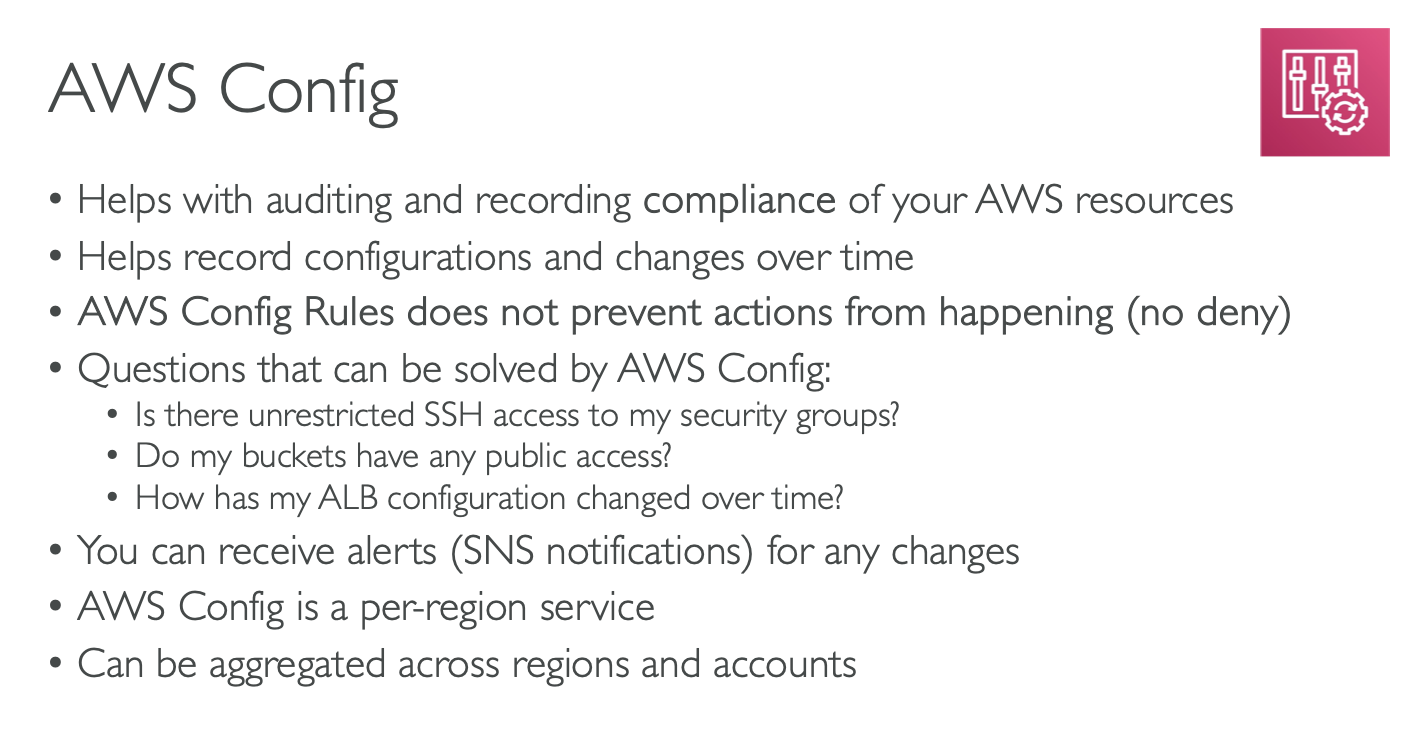 AWS Config
• Helps with auditing and recording compliance of your AWS resources
• Helps record configurations and changes over time
• AWS Config Rules does not prevent actions from happening (no deny)
• Questions that can be solved by AWS Config:
• Is there unrestricted SSH access to my security groups?
• Do my buckets have any public access?
• How has my ALB configuration changed over time?
• You can receive alerts (SNS notifications) for any changes
• AWS Config is a per-region service
• Can be aggregated across regions and accounts